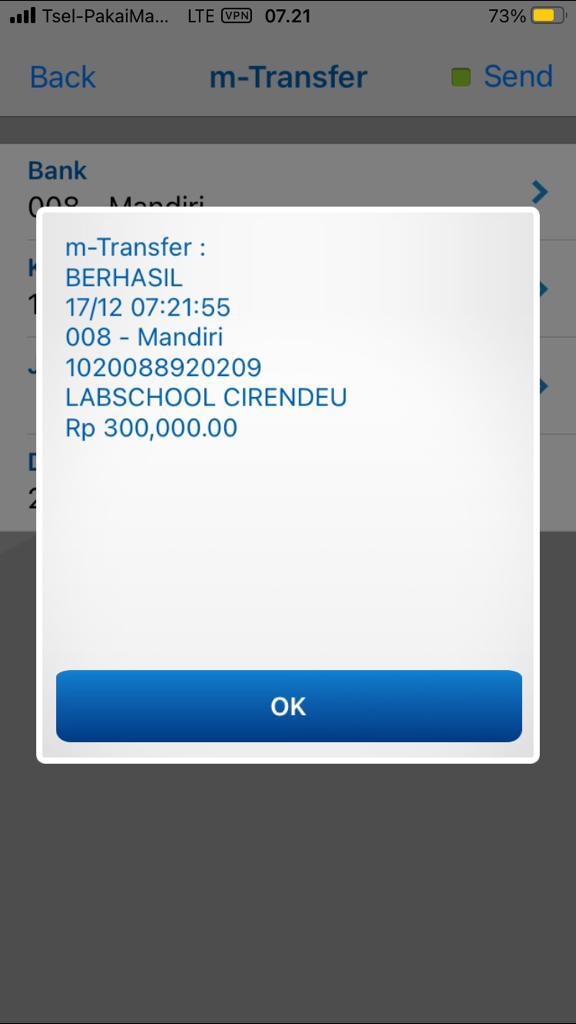 Tsel-PakaiMa... LTE VPN 07.21 73%
Back m-Transfer Send
Bank
008 - Mandiri
m-Transfer :
BERHASIL
17/12 07:21:55
008 - Mandiri
1020088920209
LABSCHOOL CIRENDEU
Rp 300,000.00
OK